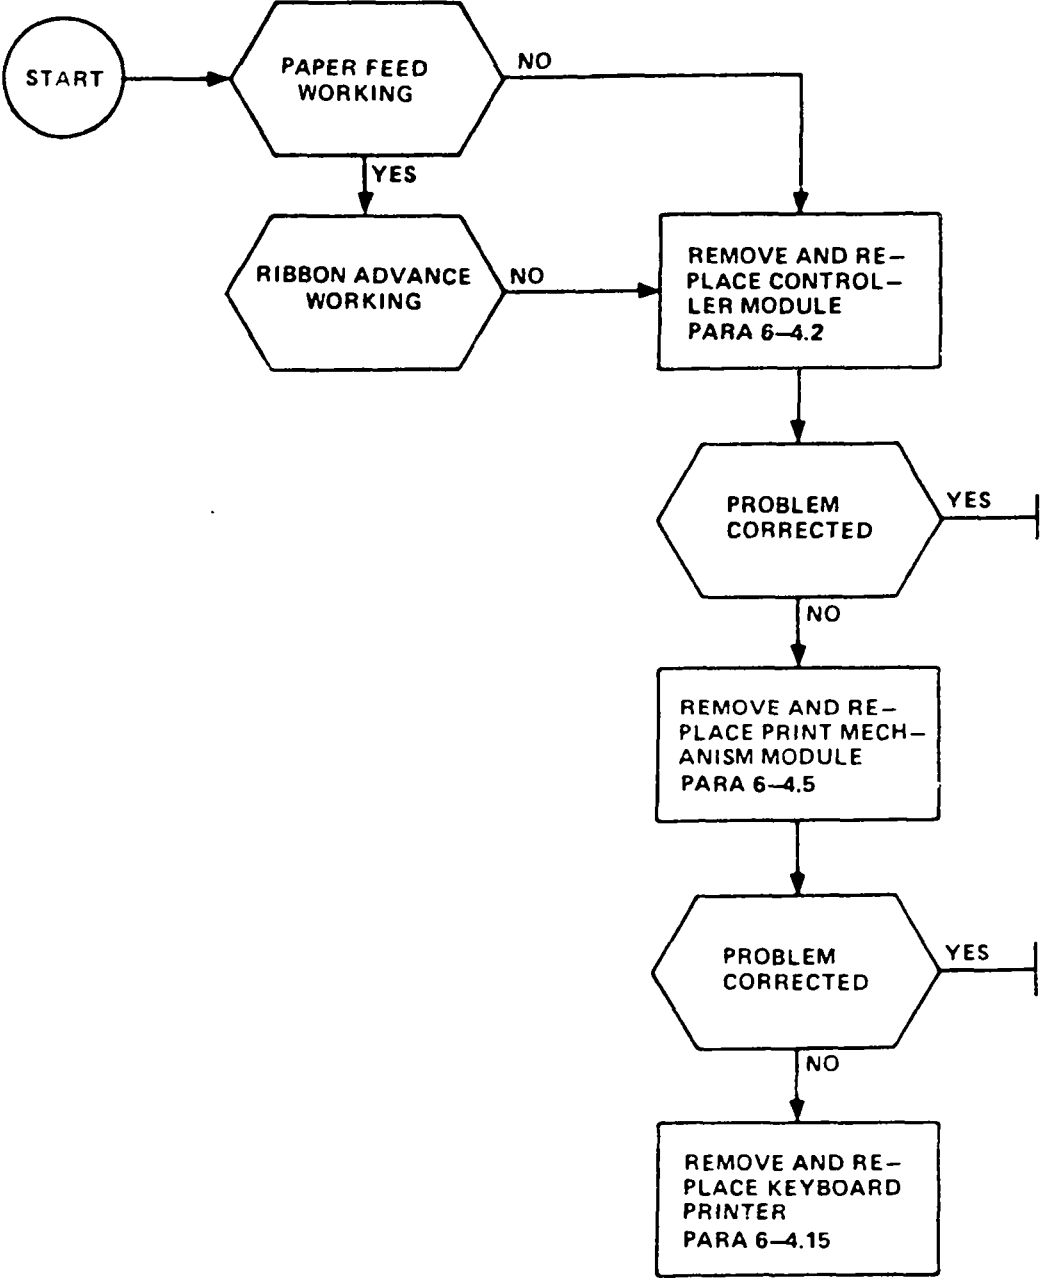 START
PAPER FEED
WORKING
NO
YES
RIBBON ADVANCE
WORKING
NO
REMOVE AND RE–
PLACE CONTROL–
LER MODULE
PARA 6–4.2
PROBLEM
CORRECTED
YES
NO
REMOVE AND RE–
PLACE PRINT MECH–
ANISM MODULE
PARA 6–4.5
PROBLEM
CORRECTED
YES
NO
REMOVE AND RE–
PLACE KEYBOARD
PRINTER
PARA 6–4.15